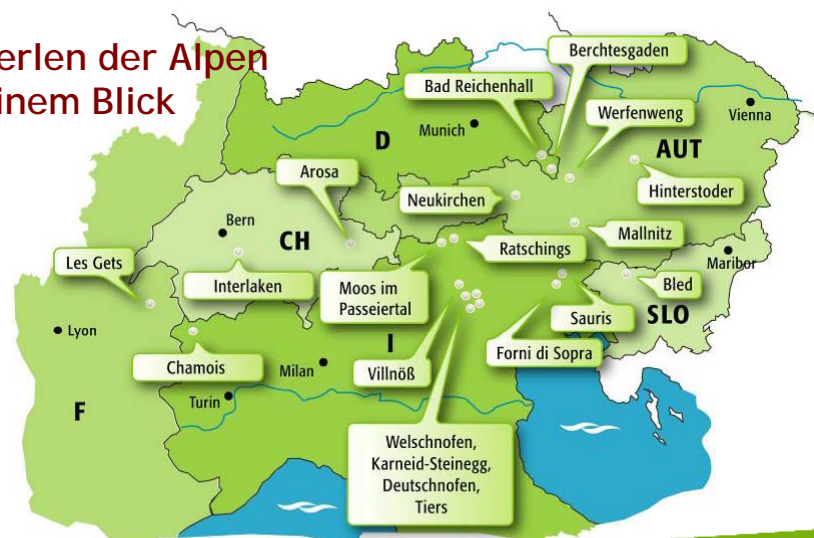 erlen der Alpen
inem Blick
Berchtesgaden
Bad Reichenhall
Werfenweng
Vienna
D
Munich
AUT
Arosa
Neukirchen
Hinterstoder
Bern
CH
Mallnitz
Ratschings
Maribor
Les Gets
Interlaken
Moos im
Passeiertal
Bled
Sauris
SLO
Lyon
I
Forni di Sopra
Chamois
Milan
Villnöß
Turin
F
Welschnofen,
Karneid-Steinegg,
Deutschnofen,
Tiers